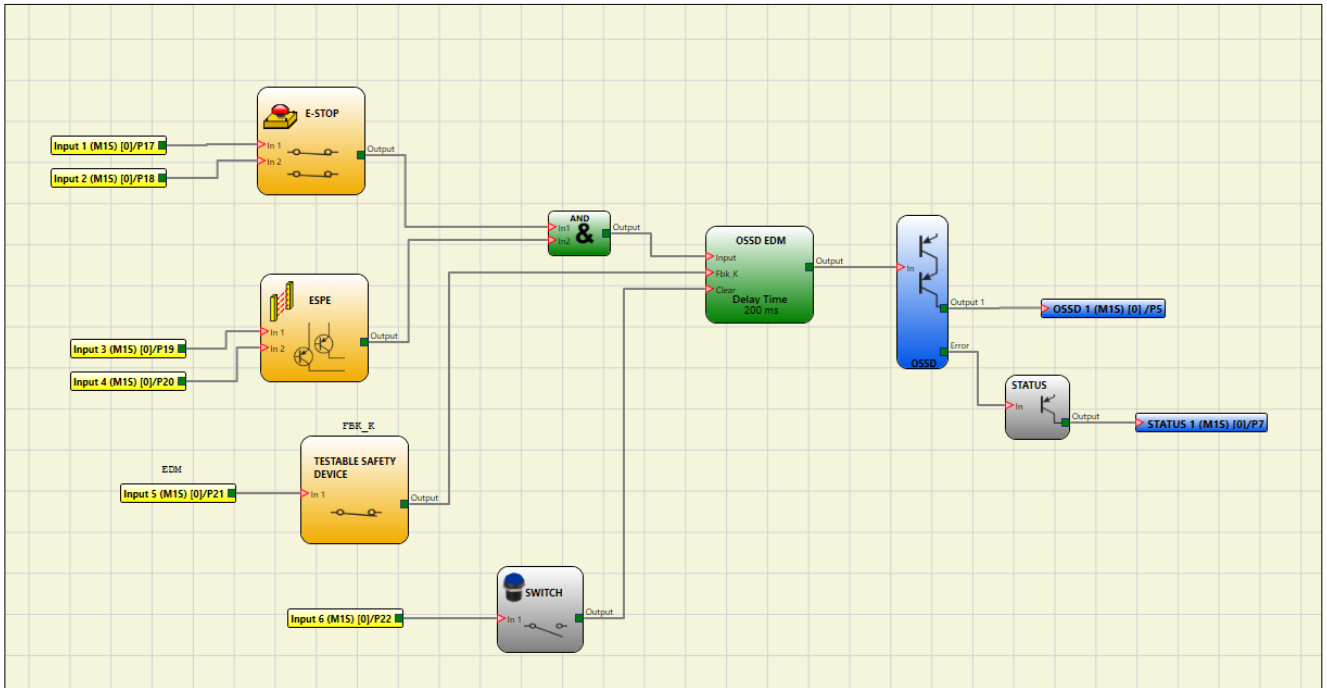 E-STOP
Input 1 (M1S) [0]/P17
In 1
Output
In 2
Input 2 (M1S) [0]/P18
AND
&
In1
In2
Output
OSSD EDM
Input
Fbk_K
Clear
Output
Delay Time
200 ms
In
Output 1
OSSD 1 (M1S) [0] /P5
Error
OSSD
ESPE
In 1
In 2
Output
Input 3 (M1S) [0]/P19
Input 4 (M1S) [0]/P20
STATUS
In
Output
STATUS 1 (M1S) [0]/P7
FBK_K
TESTABLE SAFETY
DEVICE
EDM
Input 5 (M1S) [0]/P21
In 1
Output
SWITCH
Input 6 (M1S) [0]/P22
In 1
Output